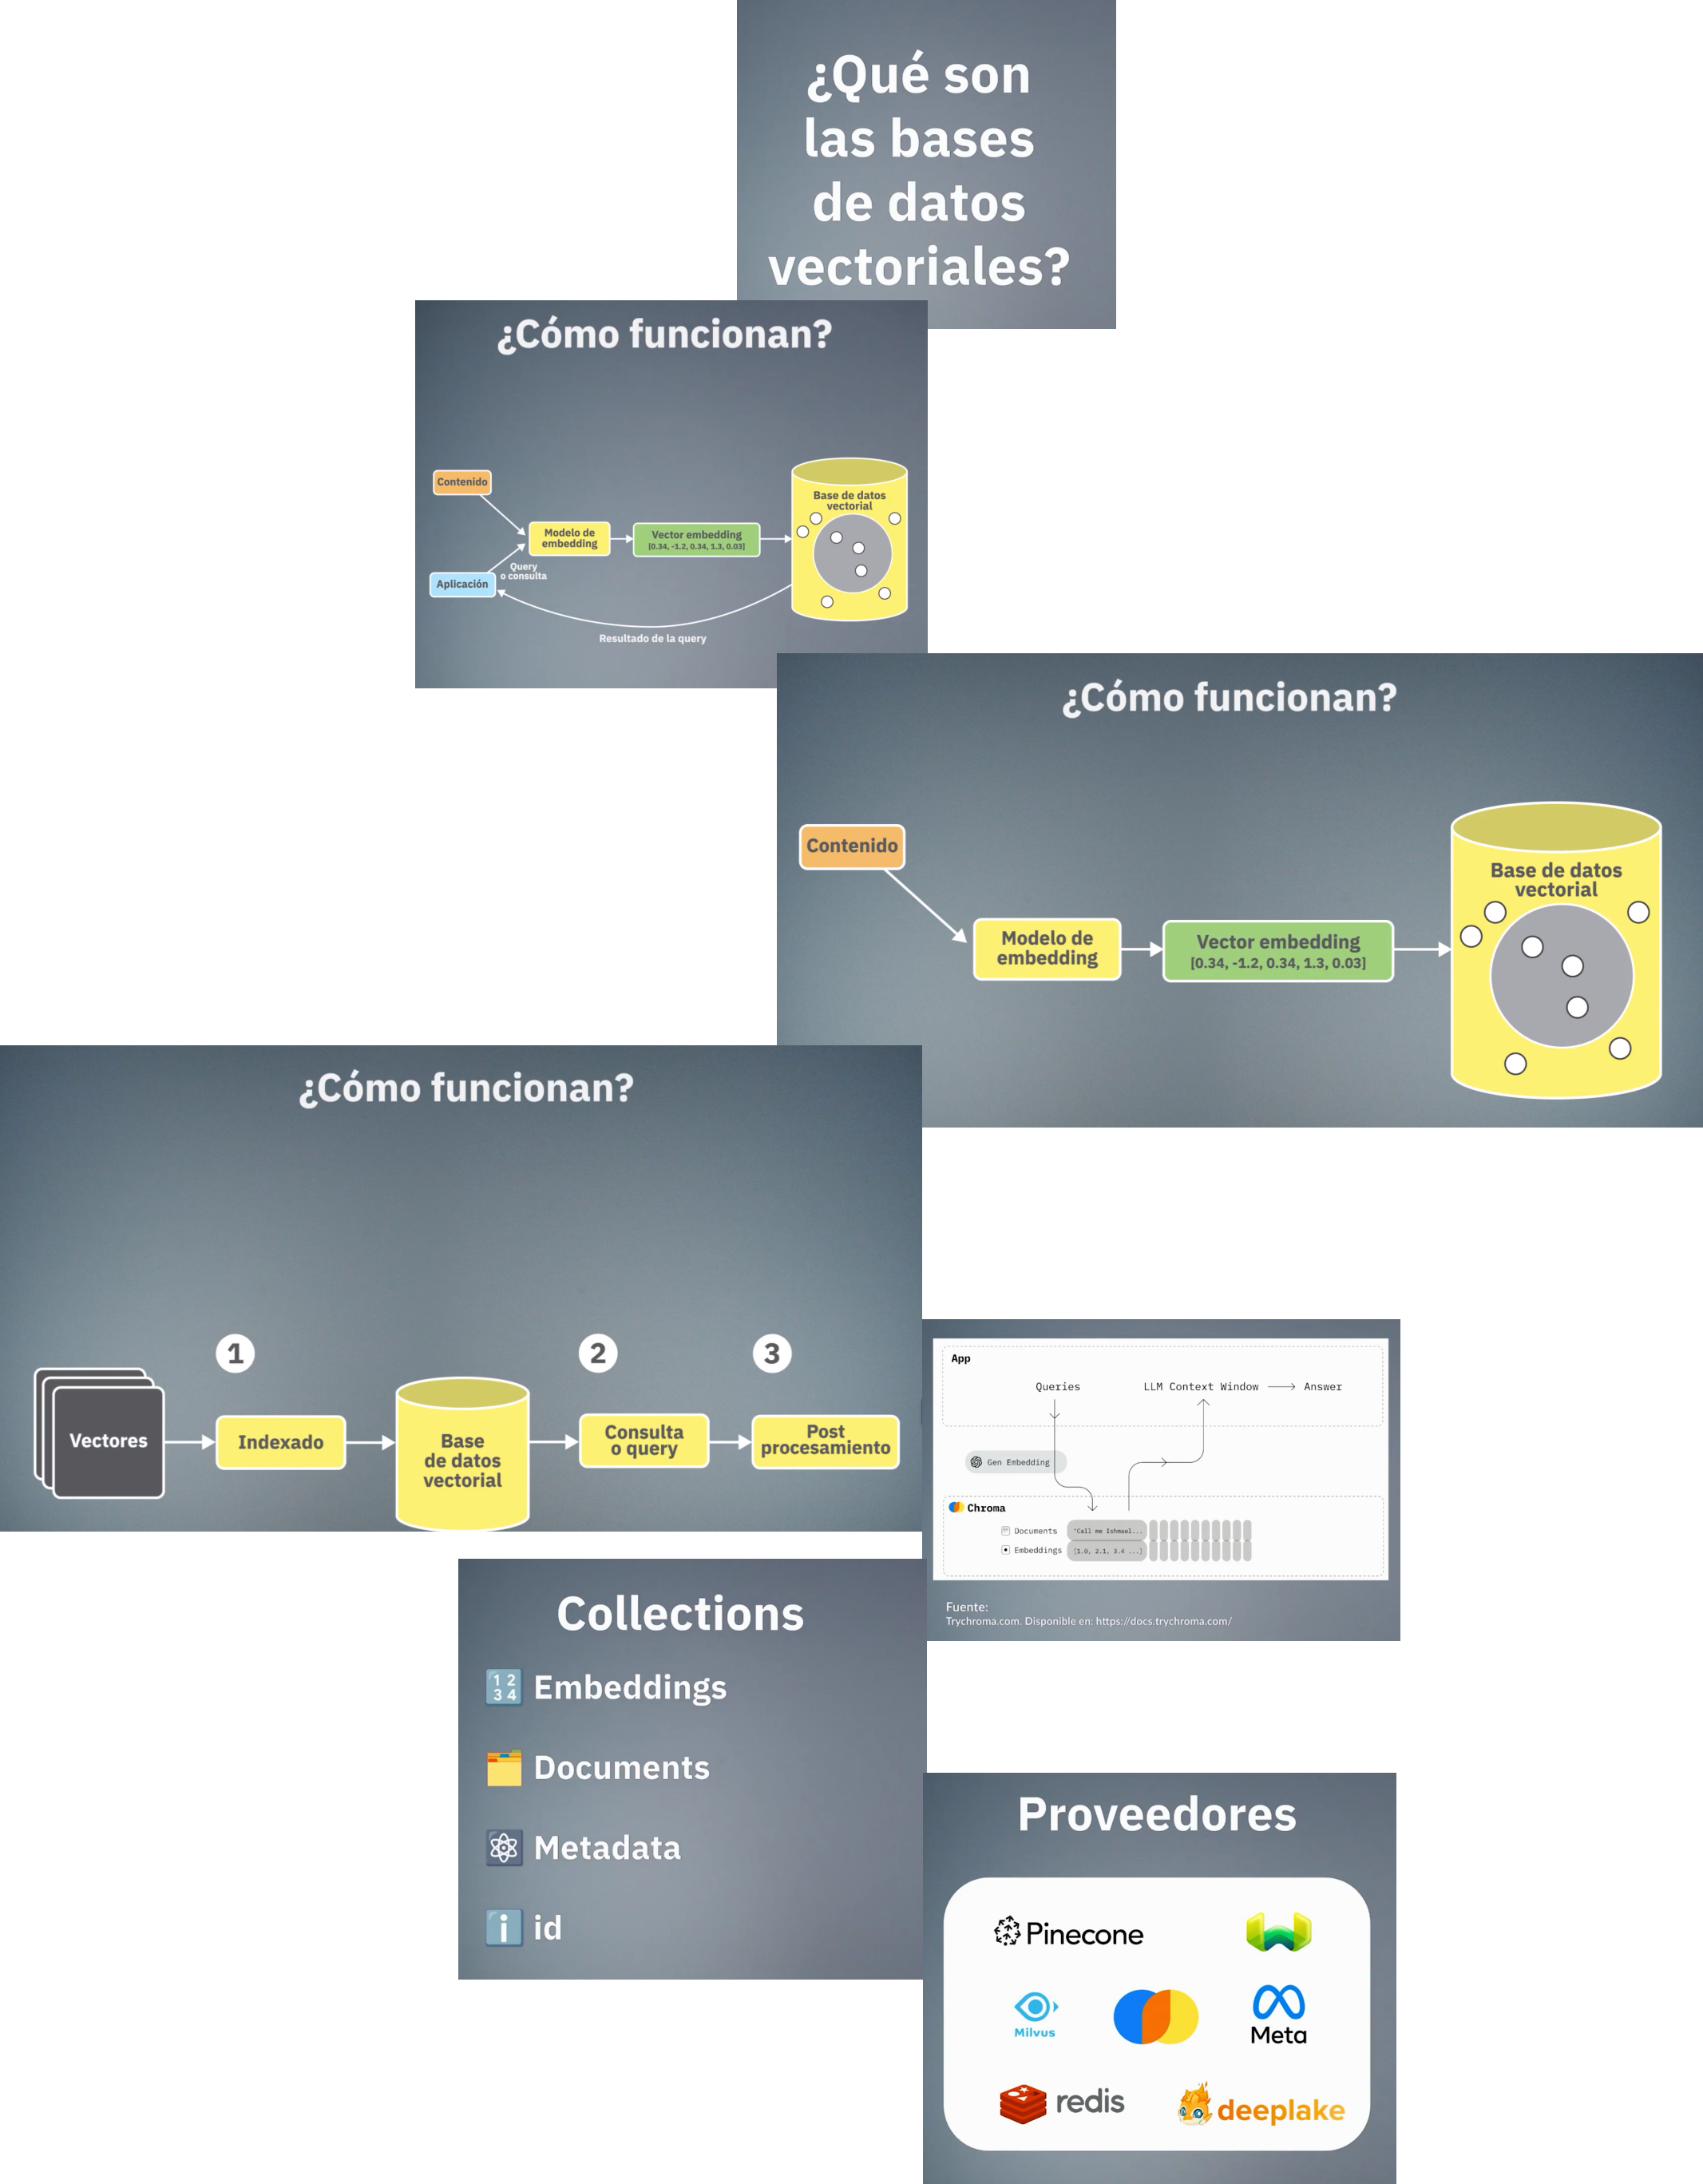 ¿Qué son
las bases
de datos
vectoriales?
¿Cómo funcionan?
Contenido
Modelo de
embedding
Vector embedding
[0.34, -1.2, 0.34, 1.3, 0.03]
Base de datos
vectorial
Query
o consulta
Aplicación
Resultado de la query
¿Cómo funcionan?
Contenido
Modelo de
embedding
Vector embedding
[0.34, -1.2, 0.34, 1.3, 0.03]
Base de datos
vectorial
¿Cómo funcionan?
1
2
3
Vectores
Indexado
Base
de datos
vectorial
Consulta
o query
Post
procesamiento
App
Queries
LLM Context Window
Answer
Gen Embedding
Chroma
Documents
"Call me Ishmael...
Embeddings
[1.0, 2.1, 3.4 ...]
Fuente:
Trychroma.com. Disponible en: https://docs.trychroma.com/
Collections
1 2
3 4
Embeddings
Documents
Metadata
i id
Proveedores
Pinecone
Milvus
Meta
redis
deeplake